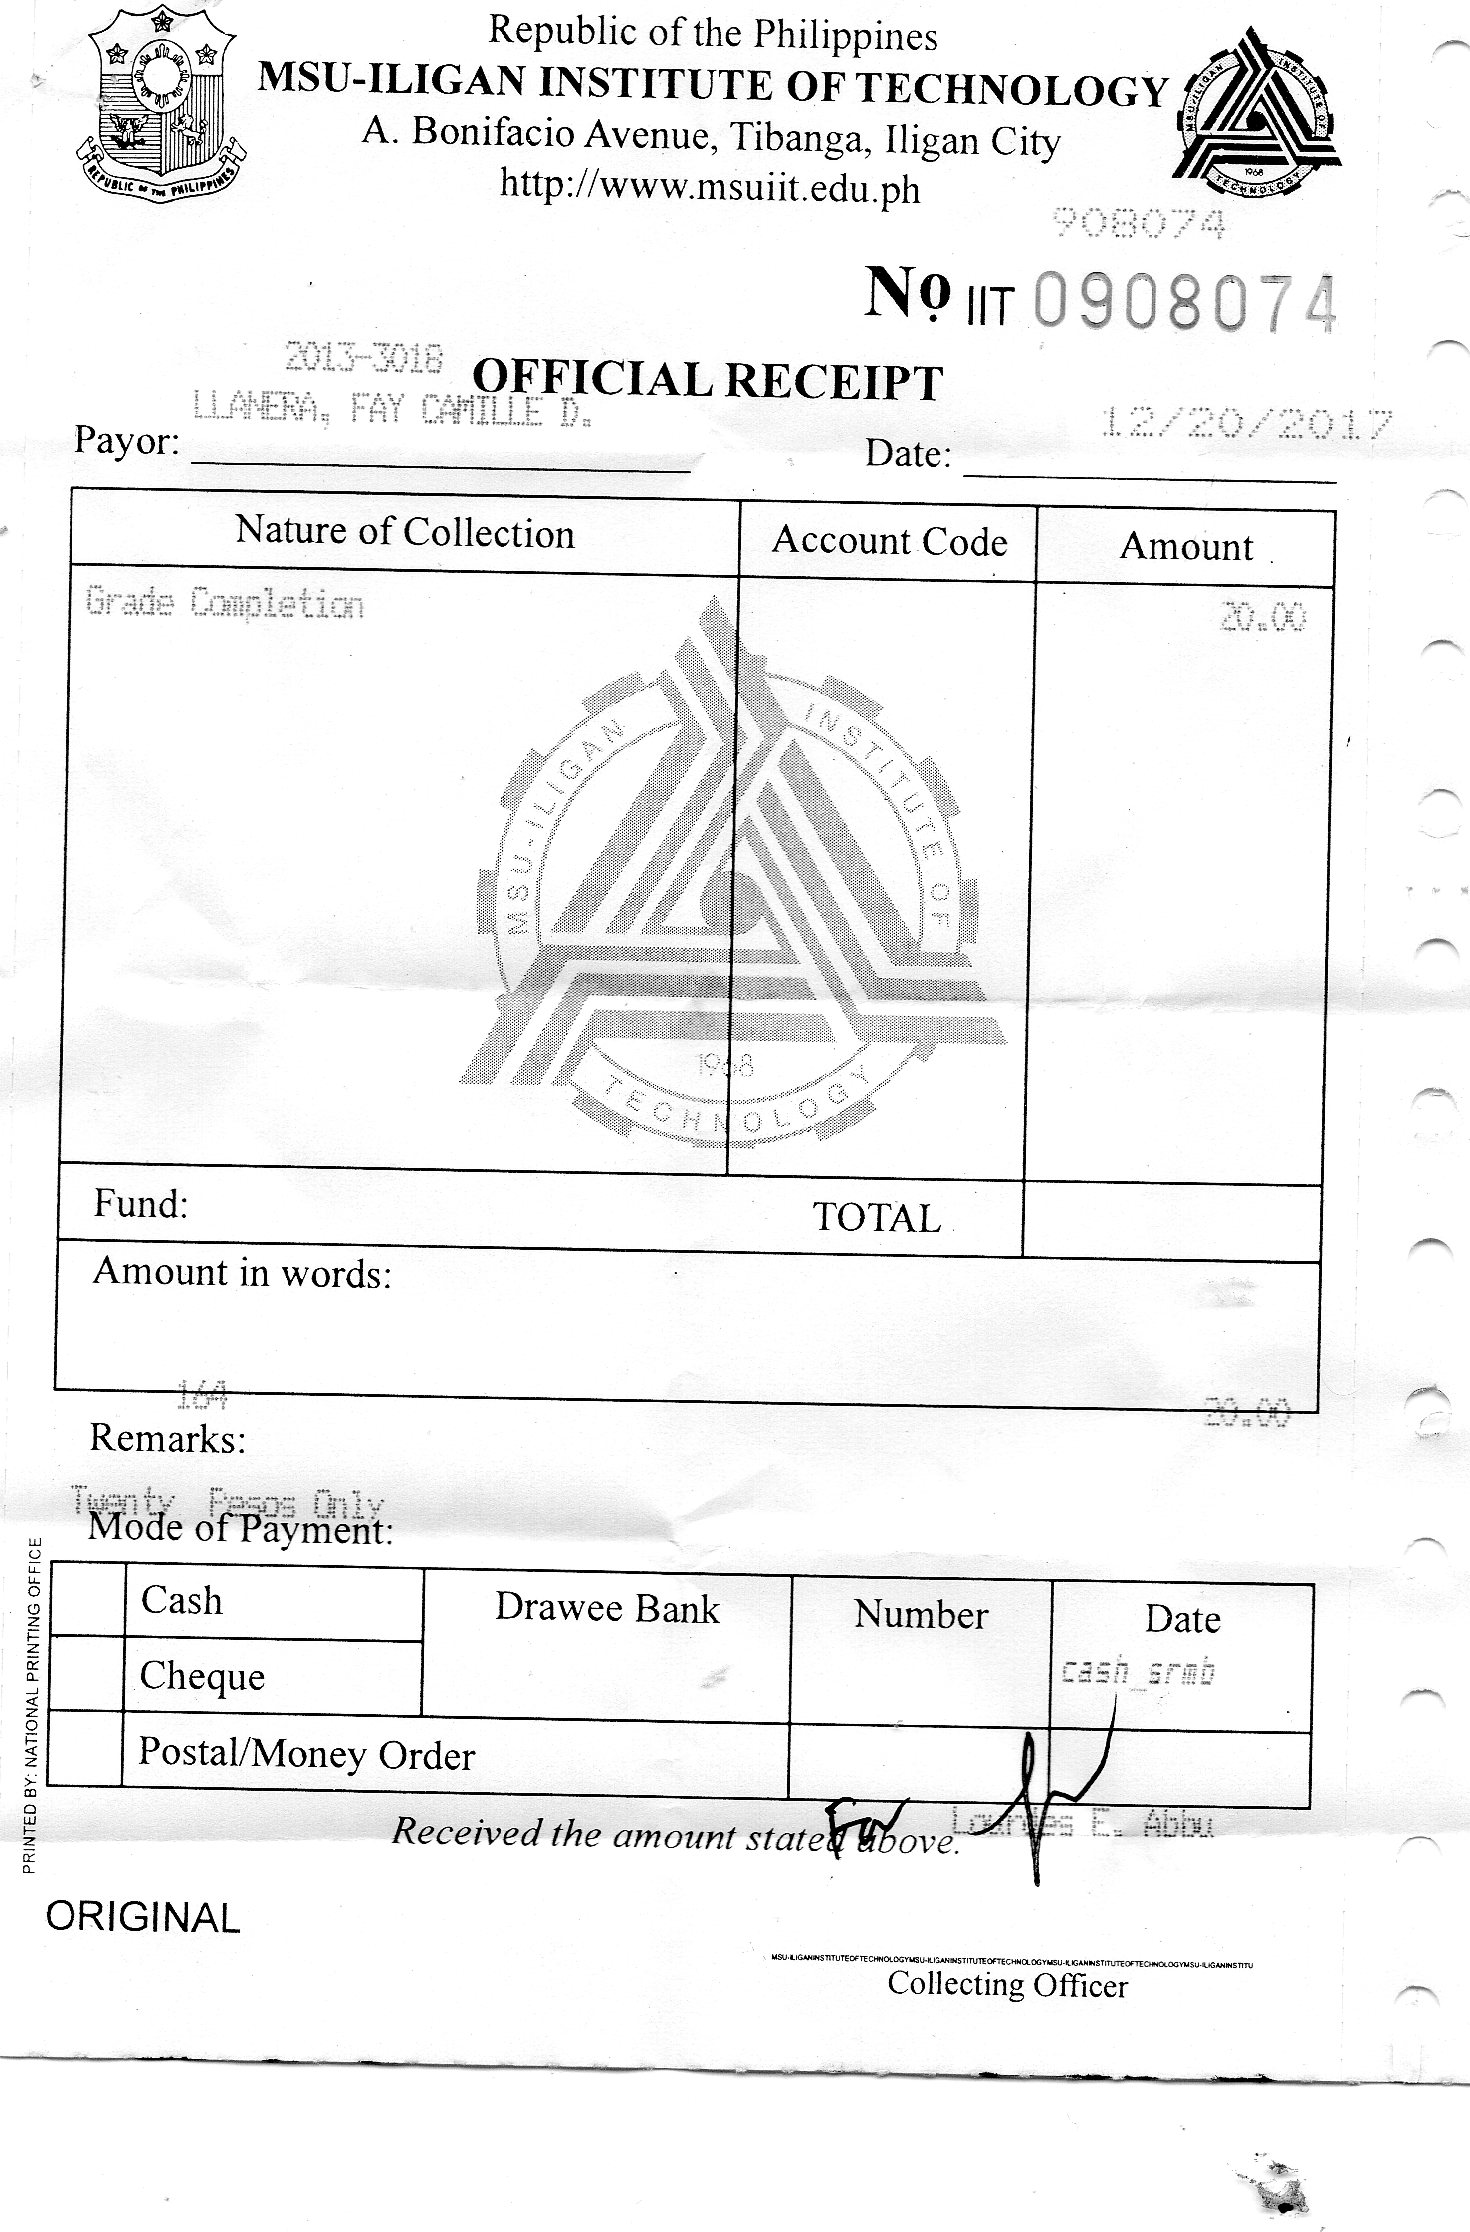 Republic of the Philippines
MSU-ILIGAN INSTITUTE OF TECHNOLOGY
A. Bonifacio Avenue, Tibanga, Iligan City
http://www.msuiit.edu.ph
REPUBLIC OF THE PHILIPPINES
MSU-ILIGAN INSTITUTE OF TECHNOLOGY
1968
908074
No IIT 0908074
2013-3018
OFFICIAL RECEIPT
LLAMERA, FAY CAMILLE D.
12/20/2017
Payor: Date:
Nature of Collection Account Code Amount
Grade Completion 20.00
MSU-ILIGAN INSTITUTE OF TECHNOLOGY
1968
Fund: TOTAL
Amount in words:
164 20.00
Remarks:
Twenty Pesos Only
Mode of Payment:
Cash Drawee Bank Number Date
Cheque cash_srmb
Postal/Money Order
For Lourdes E. Abbu
Received the amount stated above.
PRINTED BY: NATIONAL PRINTING OFFICE
ORIGINAL
MSU-ILIGANINSTITUTEOFTECHNOLOGYMSU-ILIGANINSTITUTEOFTECHNOLOGYMSU-ILIGANINSTITUTEOFTECHNOLOGYMSU-ILIGANINSTITU
Collecting Officer